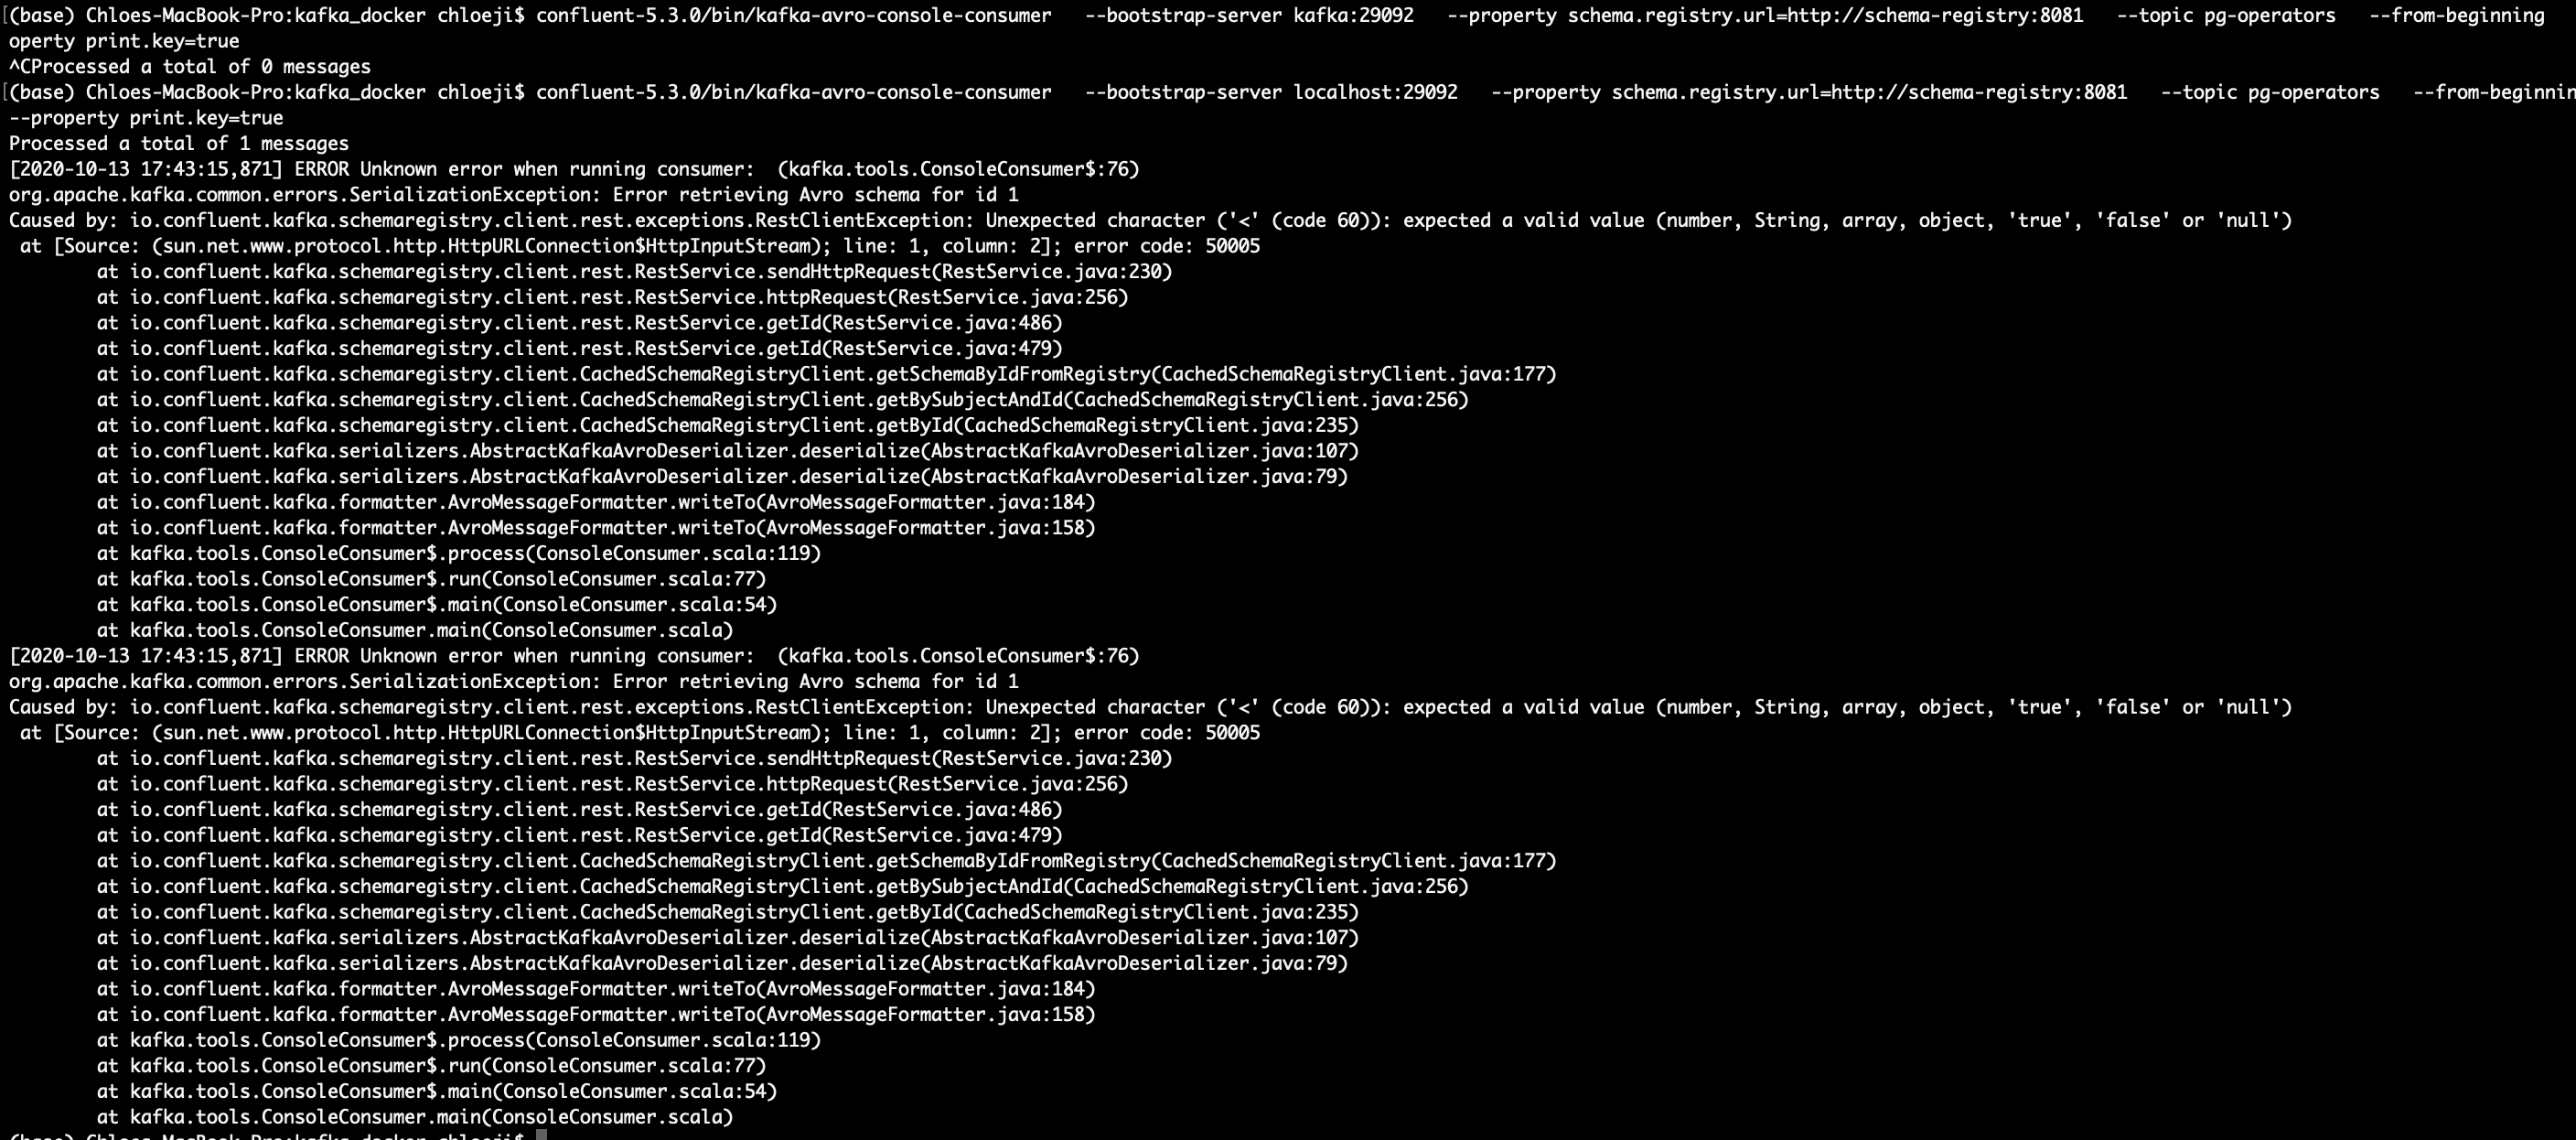 [(base) Chloes-MacBook-Pro:kafka_docker chloeji$ confluent-5.3.0/bin/kafka-avro-console-consumer   --bootstrap-server kafka:29092   --property schema.registry.url=http://schema-registry:8081   --topic pg-operators   --from-beginning
operty print.key=true
^CProcessed a total of 0 messages
[(base) Chloes-MacBook-Pro:kafka_docker chloeji$ confluent-5.3.0/bin/kafka-avro-console-consumer   --bootstrap-server localhost:29092   --property schema.registry.url=http://schema-registry:8081   --topic pg-operators   --from-beginnin
--property print.key=true
Processed a total of 1 messages
[2020-10-13 17:43:15,871] ERROR Unknown error when running consumer:  (kafka.tools.ConsoleConsumer$:76)
org.apache.kafka.common.errors.SerializationException: Error retrieving Avro schema for id 1
Caused by: io.confluent.kafka.schemaregistry.client.rest.exceptions.RestClientException: Unexpected character ('<' (code 60)): expected a valid value (number, String, array, object, 'true', 'false' or 'null')
 at [Source: (sun.net.www.protocol.http.HttpURLConnection$HttpInputStream); line: 1, column: 2]; error code: 50005
        at io.confluent.kafka.schemaregistry.client.rest.RestService.sendHttpRequest(RestService.java:230)
        at io.confluent.kafka.schemaregistry.client.rest.RestService.httpRequest(RestService.java:256)
        at io.confluent.kafka.schemaregistry.client.rest.RestService.getId(RestService.java:486)
        at io.confluent.kafka.schemaregistry.client.rest.RestService.getId(RestService.java:479)
        at io.confluent.kafka.schemaregistry.client.CachedSchemaRegistryClient.getSchemaByIdFromRegistry(CachedSchemaRegistryClient.java:177)
        at io.confluent.kafka.schemaregistry.client.CachedSchemaRegistryClient.getBySubjectAndId(CachedSchemaRegistryClient.java:256)
        at io.confluent.kafka.schemaregistry.client.CachedSchemaRegistryClient.getById(CachedSchemaRegistryClient.java:235)
        at io.confluent.kafka.serializers.AbstractKafkaAvroDeserializer.deserialize(AbstractKafkaAvroDeserializer.java:107)
        at io.confluent.kafka.serializers.AbstractKafkaAvroDeserializer.deserialize(AbstractKafkaAvroDeserializer.java:79)
        at io.confluent.kafka.formatter.AvroMessageFormatter.writeTo(AvroMessageFormatter.java:184)
        at io.confluent.kafka.formatter.AvroMessageFormatter.writeTo(AvroMessageFormatter.java:158)
        at kafka.tools.ConsoleConsumer$.process(ConsoleConsumer.scala:119)
        at kafka.tools.ConsoleConsumer$.run(ConsoleConsumer.scala:77)
        at kafka.tools.ConsoleConsumer$.main(ConsoleConsumer.scala:54)
        at kafka.tools.ConsoleConsumer.main(ConsoleConsumer.scala)
[2020-10-13 17:43:15,871] ERROR Unknown error when running consumer:  (kafka.tools.ConsoleConsumer$:76)
org.apache.kafka.common.errors.SerializationException: Error retrieving Avro schema for id 1
Caused by: io.confluent.kafka.schemaregistry.client.rest.exceptions.RestClientException: Unexpected character ('<' (code 60)): expected a valid value (number, String, array, object, 'true', 'false' or 'null')
 at [Source: (sun.net.www.protocol.http.HttpURLConnection$HttpInputStream); line: 1, column: 2]; error code: 50005
        at io.confluent.kafka.schemaregistry.client.rest.RestService.sendHttpRequest(RestService.java:230)
        at io.confluent.kafka.schemaregistry.client.rest.RestService.httpRequest(RestService.java:256)
        at io.confluent.kafka.schemaregistry.client.rest.RestService.getId(RestService.java:486)
        at io.confluent.kafka.schemaregistry.client.rest.RestService.getId(RestService.java:479)
        at io.confluent.kafka.schemaregistry.client.CachedSchemaRegistryClient.getSchemaByIdFromRegistry(CachedSchemaRegistryClient.java:177)
        at io.confluent.kafka.schemaregistry.client.CachedSchemaRegistryClient.getBySubjectAndId(CachedSchemaRegistryClient.java:256)
        at io.confluent.kafka.schemaregistry.client.CachedSchemaRegistryClient.getById(CachedSchemaRegistryClient.java:235)
        at io.confluent.kafka.serializers.AbstractKafkaAvroDeserializer.deserialize(AbstractKafkaAvroDeserializer.java:107)
        at io.confluent.kafka.serializers.AbstractKafkaAvroDeserializer.deserialize(AbstractKafkaAvroDeserializer.java:79)
        at io.confluent.kafka.formatter.AvroMessageFormatter.writeTo(AvroMessageFormatter.java:184)
        at io.confluent.kafka.formatter.AvroMessageFormatter.writeTo(AvroMessageFormatter.java:158)
        at kafka.tools.ConsoleConsumer$.process(ConsoleConsumer.scala:119)
        at kafka.tools.ConsoleConsumer$.run(ConsoleConsumer.scala:77)
        at kafka.tools.ConsoleConsumer$.main(ConsoleConsumer.scala:54)
        at kafka.tools.ConsoleConsumer.main(ConsoleConsumer.scala)
(base) Chloes-MacBook-Pro:kafka_docker chloeji$